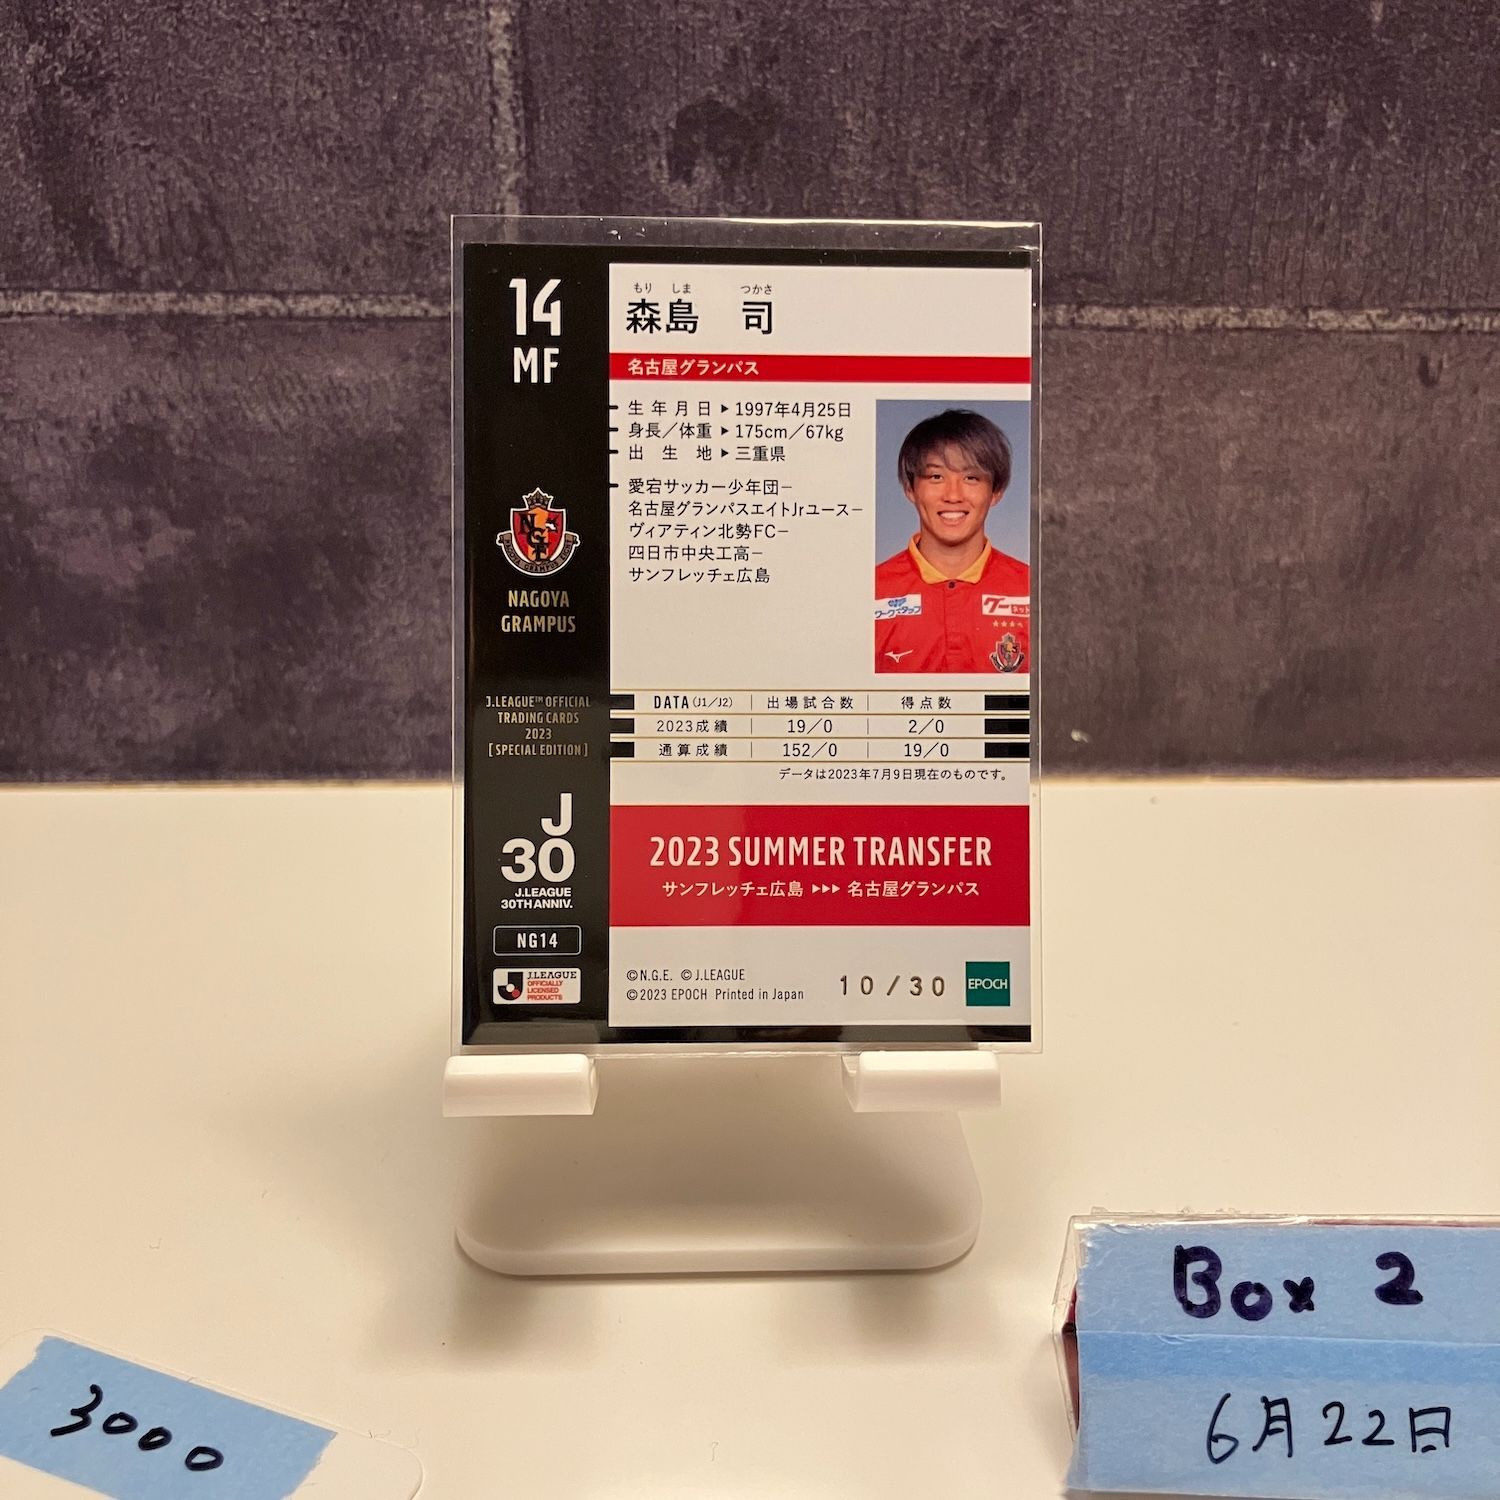 14
MF
NAGOYA
GRAMPUS
J.LEAGUE™ OFFICIAL
TRADING CARDS
2023
[SPECIAL EDITION]
J
30
J.LEAGUE
30TH ANNIV.
NG14
J.LEAGUE
OFFICIALLY
LICENSED
PRODUCTS
もり しま つかさ
森島 司
名古屋グランパス
生年月日▶1997年4月25日
身長／体重▶175cm／67kg
出生地▶三重県
愛宕サッカー少年団−
名古屋グランパスエイトJrユース−
ヴィアティン北勢FC−
四日市中央工高−
サンフレッチェ広島
DATA (J1／J2) 出場試合数 得点数
2023成績 19／0 2／0
通算成績 152／0 19／0
データは2023年7月9日現在のものです。
2023 SUMMER TRANSFER
サンフレッチェ広島 ▶▶▶ 名古屋グランパス
©N.G.E. ©J.LEAGUE
©2023 EPOCH Printed in Japan
10/30
EPOCH
3000
Box 2
6月22日